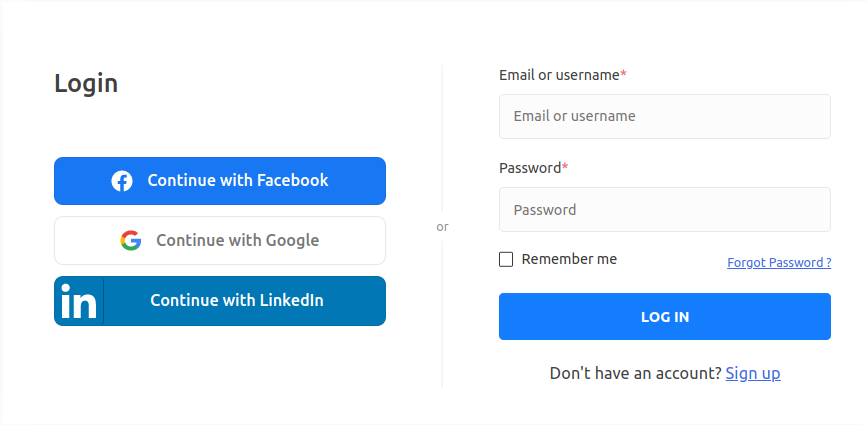 Login
Continue with Facebook
Continue with Google
in Continue with LinkedIn
or
Email or username*
Email or username
Password*
Password
Remember me
Forgot Password ?
LOG IN
Don't have an account? Sign up